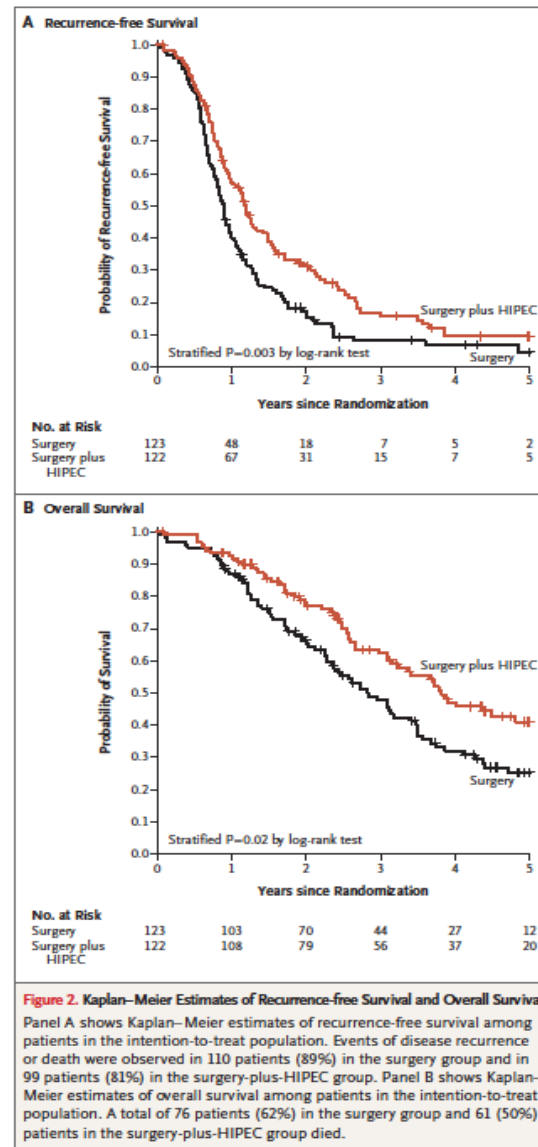 A Recurrence-free Survival
1.0
0.9
0.8
0.7
0.6
0.5
0.4
0.3
0.2
0.1
0.0
Probability of Recurrence-free Survival
Surgery plus HIPEC
Surgery
Stratified P=0.003 by log-rank test
0 1 2 3 4 5
Years since Randomization
No. at Risk
Surgery 123 48 18 7 5 2
Surgery plus 122 67 31 15 7 5
HIPEC
B Overall Survival
1.0
0.9
0.8
0.7
0.6
0.5
0.4
0.3
0.2
0.1
0.0
Probability of Survival
Surgery plus HIPEC
Surgery
Stratified P=0.02 by log-rank test
0 1 2 3 4 5
Years since Randomization
No. at Risk
Surgery 123 103 70 44 27 12
Surgery plus 122 108 79 56 37 20
HIPEC
Figure 2. Kaplan–Meier Estimates of Recurrence-free Survival and Overall Surviva
Panel A shows Kaplan–Meier estimates of recurrence-free survival among
patients in the intention-to-treat population. Events of disease recurrence
or death were observed in 110 patients (89%) in the surgery group and in
99 patients (81%) in the surgery-plus-HIPEC group. Panel B shows Kaplan–
Meier estimates of overall survival among patients in the intention-to-treat
population. A total of 76 patients (62%) in the surgery group and 61 (50%)
patients in the surgery-plus-HIPEC group died.